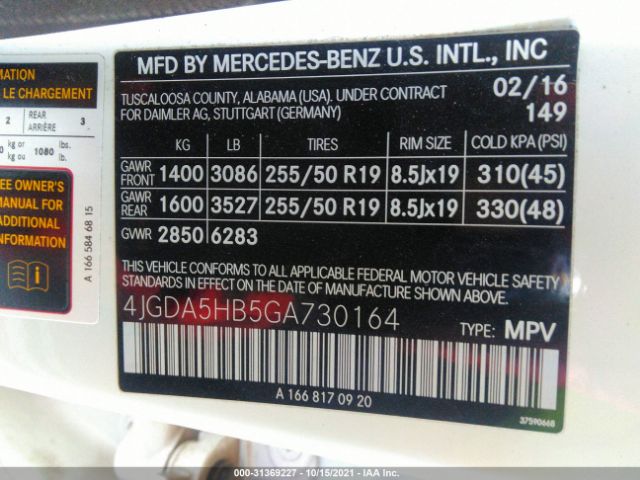 MATION
LE CHARGEMENT
2 REAR ARRIÈRE 3
kg ou 1080 lbs. lb.
EE OWNER'S
MANUAL FOR
ADDITIONAL
NFORMATION
A 166 584 68 15
MFD BY MERCEDES-BENZ U.S. INTL., INC
TUSCALOOSA COUNTY, ALABAMA (USA). UNDER CONTRACT 02/16
FOR DAIMLER AG, STUTTGART (GERMANY) 149
KG LB TIRES RIM SIZE COLD KPA (PSI)
GAWR FRONT 1400 3086 255/50 R19 8.5Jx19 310(45)
GAWR REAR 1600 3527 255/50 R19 8.5Jx19 330(48)
GVWR 2850 6283
THIS VEHICLE CONFORMS TO ALL APPLICABLE FEDERAL MOTOR VEHICLE SAFETY
STANDARDS IN EFFECT ON THE DATE OF MANUFACTURE SHOWN ABOVE.
4JGDA5HB5GA730164 TYPE: MPV
A 166 817 09 20
37590668
000-31369227 - 10/15/2021 - IAA Inc.